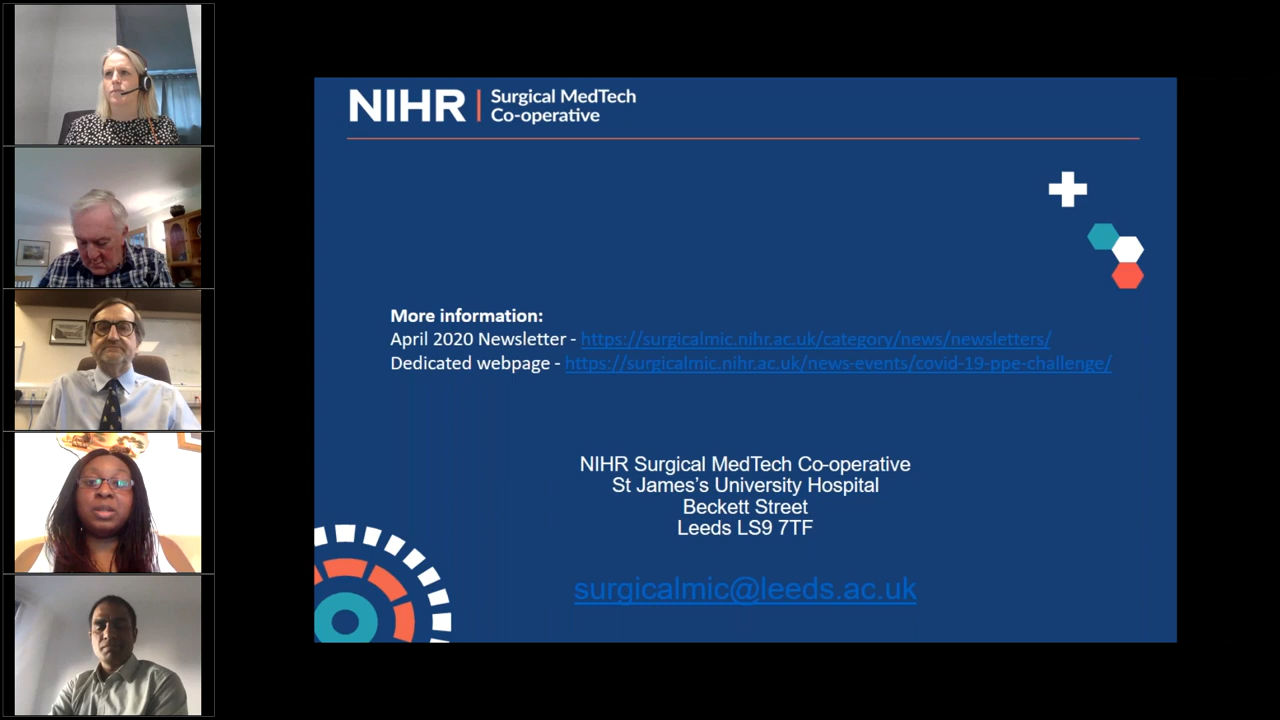 NIHR | Surgical MedTech
Co-operative
More information:
April 2020 Newsletter - https://surgicalmic.nihr.ac.uk/category/news/newsletters/
Dedicated webpage - https://surgicalmic.nihr.ac.uk/news-events/covid-19-ppe-challenge/
NIHR Surgical MedTech Co-operative
St James’s University Hospital
Beckett Street
Leeds LS9 7TF
surgicalmic@leeds.ac.uk